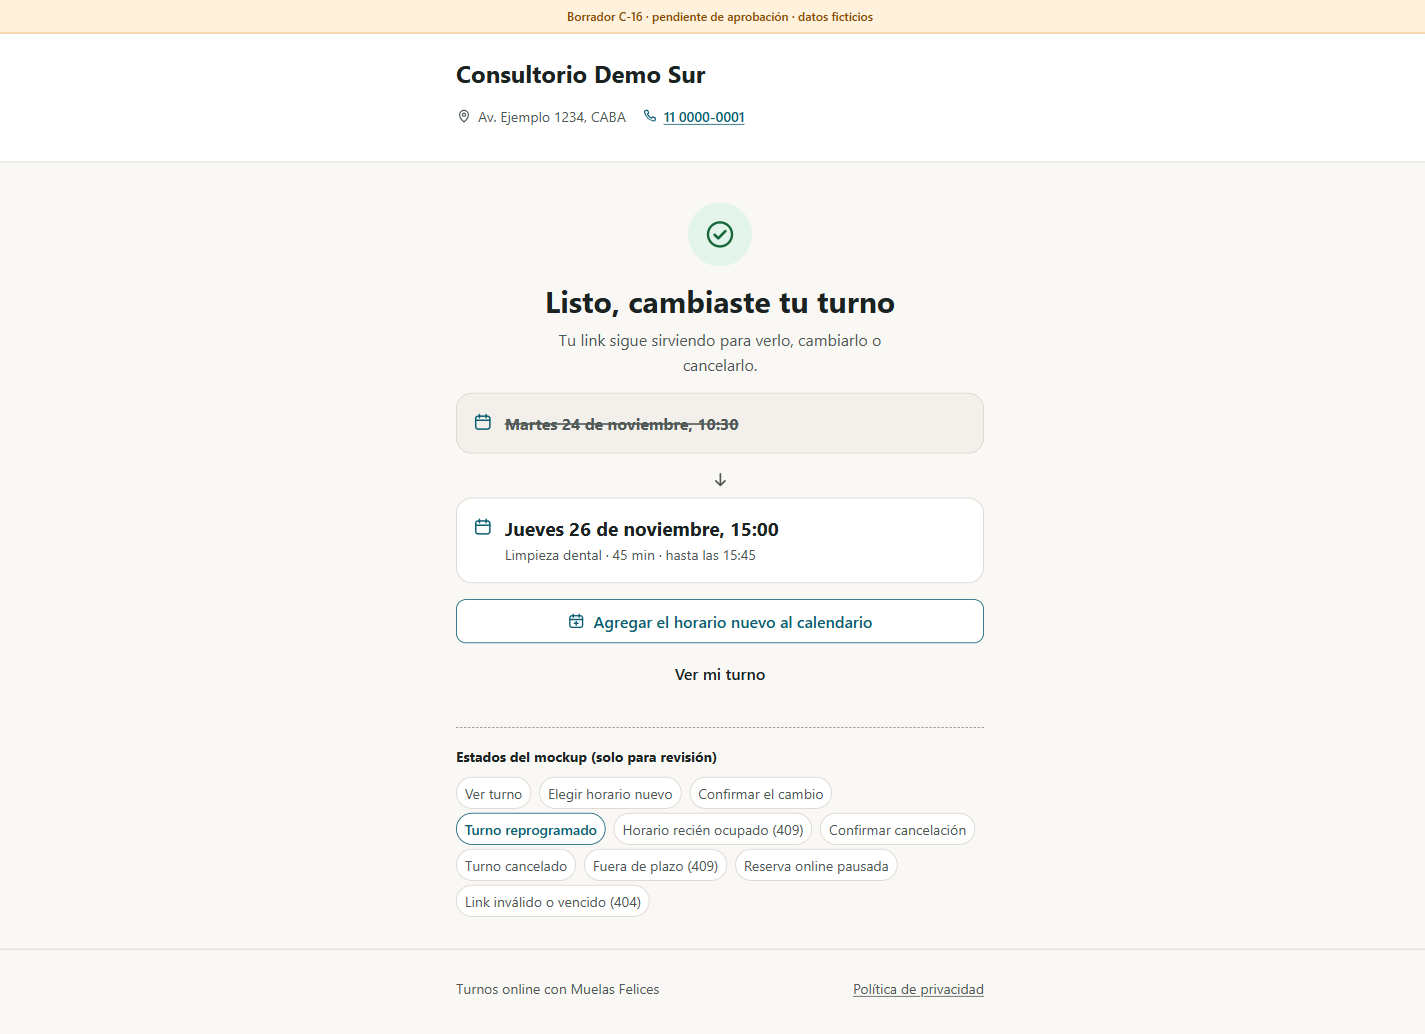 Borrador C-16 · pendiente de aprobación · datos ficticios
Consultorio Demo Sur
Av. Ejemplo 1234, CABA 11 0000-0001
Listo, cambiaste tu turno
Tu link sigue sirviendo para verlo, cambiarlo o
cancelarlo.
Martes 24 de noviembre, 10:30
Jueves 26 de noviembre, 15:00
Limpieza dental · 45 min · hasta las 15:45
Agregar el horario nuevo al calendario
Ver mi turno
Estados del mockup (solo para revisión)
Ver turno Elegir horario nuevo Confirmar el cambio
Turno reprogramado Horario recién ocupado (409) Confirmar cancelación
Turno cancelado Fuera de plazo (409) Reserva online pausada
Link inválido o vencido (404)
Turnos online con Muelas Felices Política de privacidad